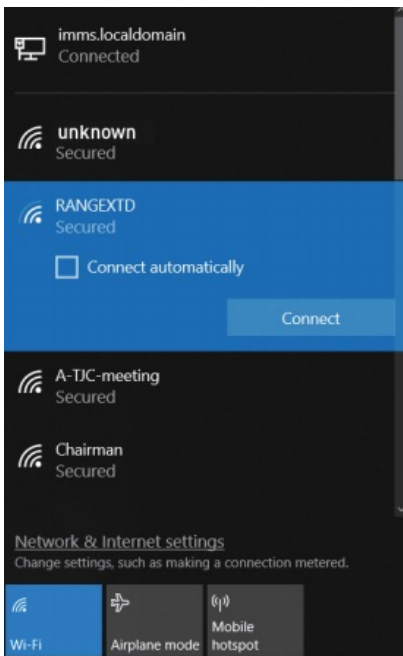 imms.localdomain
Connected
unknown
Secured
RANGEXTD
Secured
Connect automatically
Connect
A-TJC-meeting
Secured
Chairman
Secured
Network & Internet settings
Change settings, such as making a connection metered.
Wi-Fi
Airplane mode
Mobile
hotspot